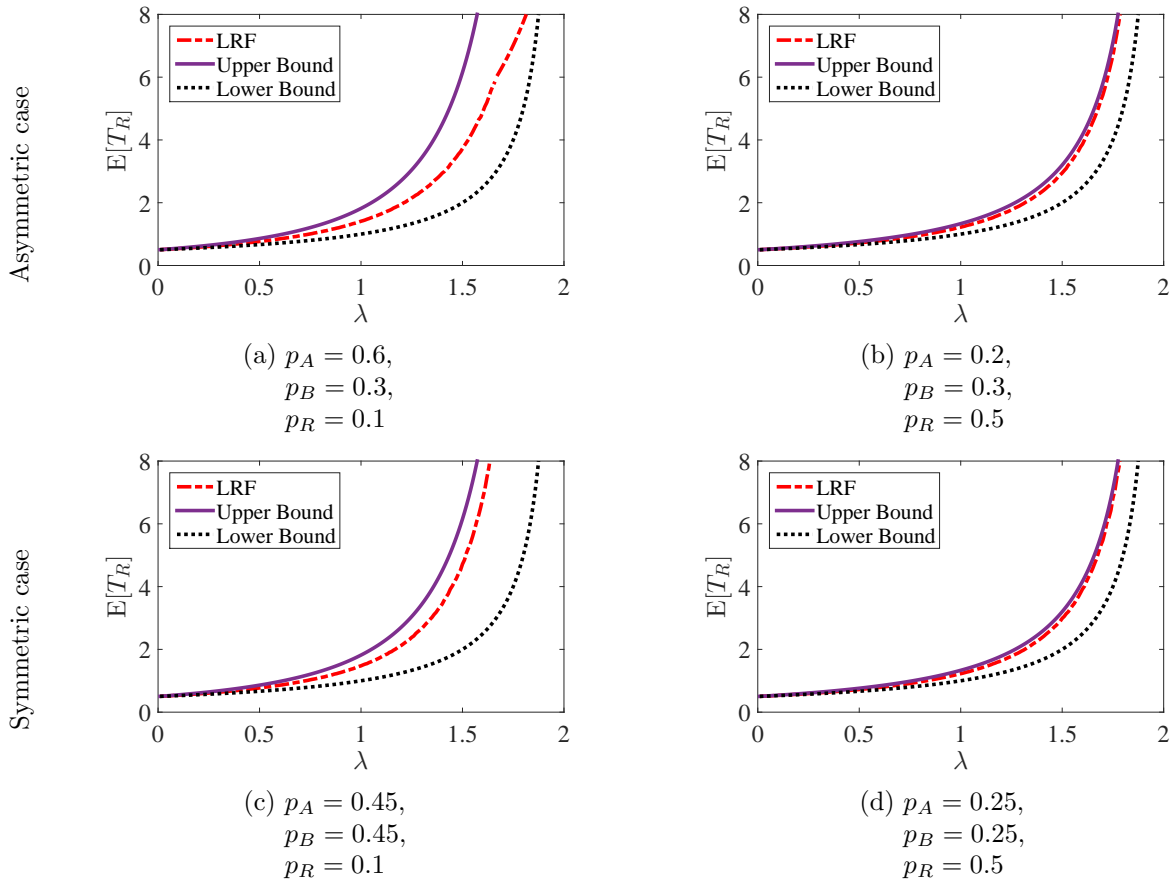 Asymmetric case
E[T_R]
8
6
4
2
0
LRF
Upper Bound
Lower Bound
0 0.5 1 1.5 2
λ
(a) p_A = 0.6,
p_B = 0.3,
p_R = 0.1
E[T_R]
8
6
4
2
0
LRF
Upper Bound
Lower Bound
0 0.5 1 1.5 2
λ
(b) p_A = 0.2,
p_B = 0.3,
p_R = 0.5
Symmetric case
E[T_R]
8
6
4
2
0
LRF
Upper Bound
Lower Bound
0 0.5 1 1.5 2
λ
(c) p_A = 0.45,
p_B = 0.45,
p_R = 0.1
E[T_R]
8
6
4
2
0
LRF
Upper Bound
Lower Bound
0 0.5 1 1.5 2
λ
(d) p_A = 0.25,
p_B = 0.25,
p_R = 0.5